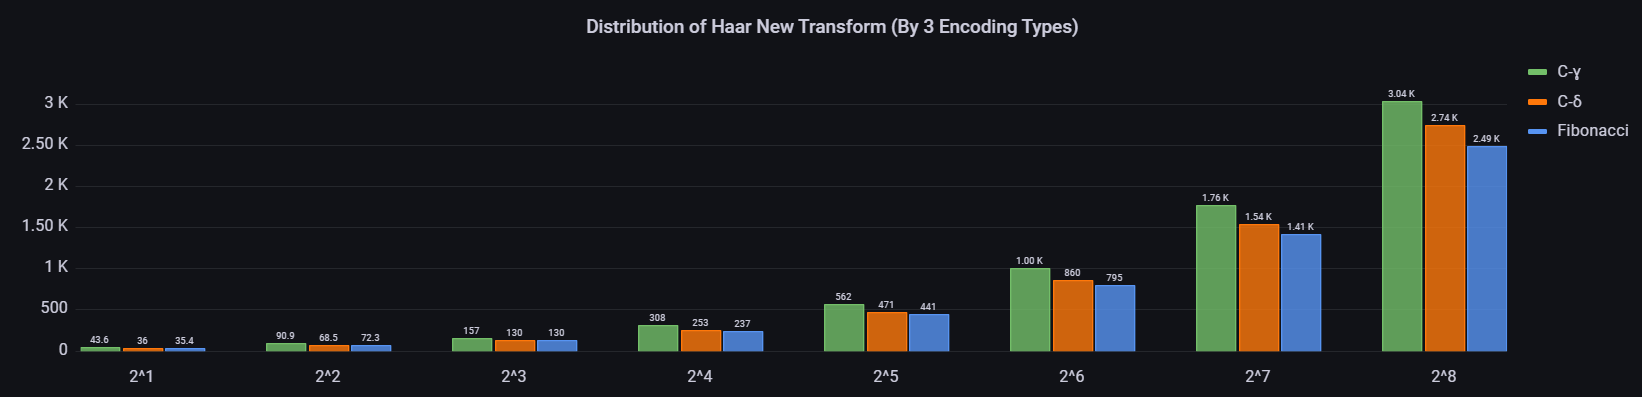 Distribution of Haar New Transform (By 3 Encoding Types)
C-ɣ
C-δ
Fibonacci
3 K
2.50 K
2 K
1.50 K
1 K
500
0
43.6 36 35.4
90.9 68.5 72.3
157 130 130
308 253 237
562 471 441
1.00 K 860 795
1.76 K 1.54 K 1.41 K
3.04 K 2.74 K 2.49 K
2^1 2^2 2^3 2^4 2^5 2^6 2^7 2^8